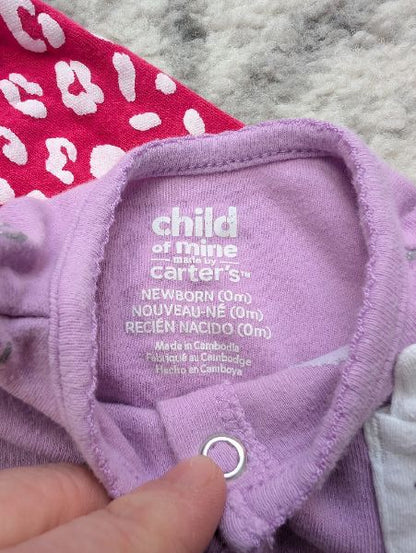 child
of mine
made by
carter's™
NEWBORN (0m)
NOUVEAU-NÉ (0m)
RECIÉN NACIDO (0m)
Made in Cambodia
Fabriqué au Cambodge
Hecho en Camboya